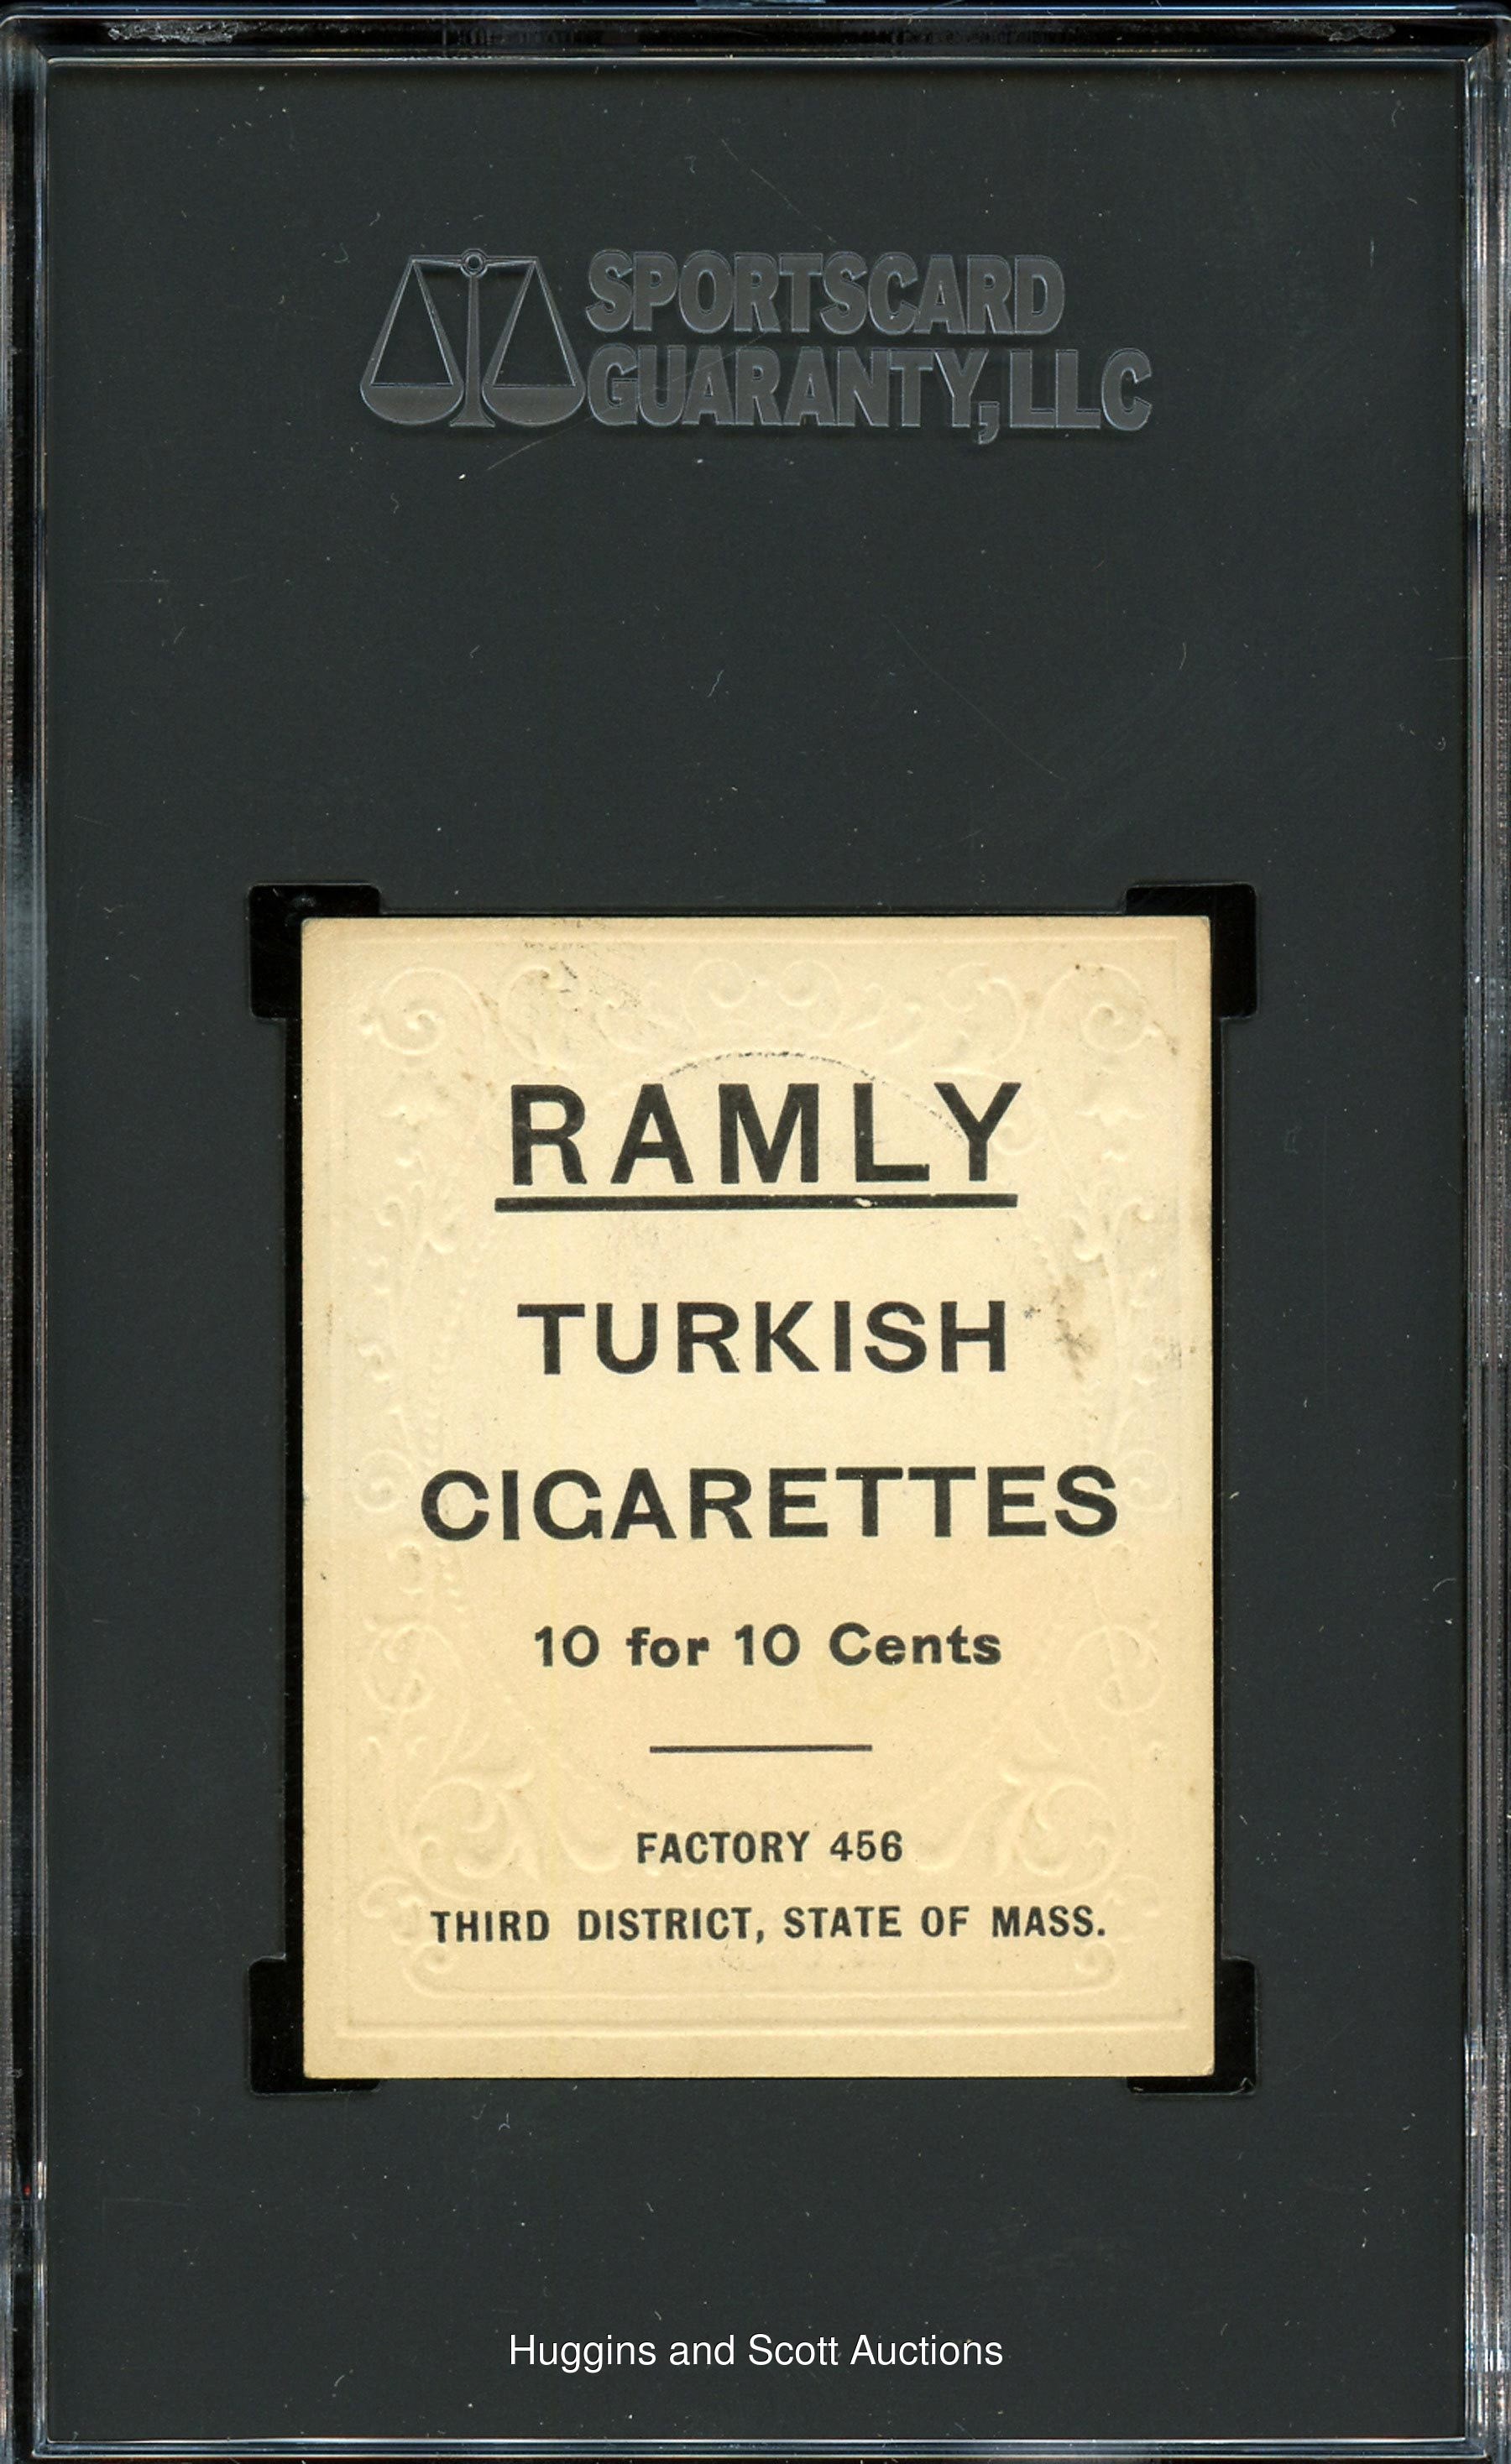 SPORTSCARD
GUARANTY, LLC
RAMLY
TURKISH
CIGARETTES
10 for 10 Cents
FACTORY 456
THIRD DISTRICT, STATE OF MASS.
Huggins and Scott Auctions